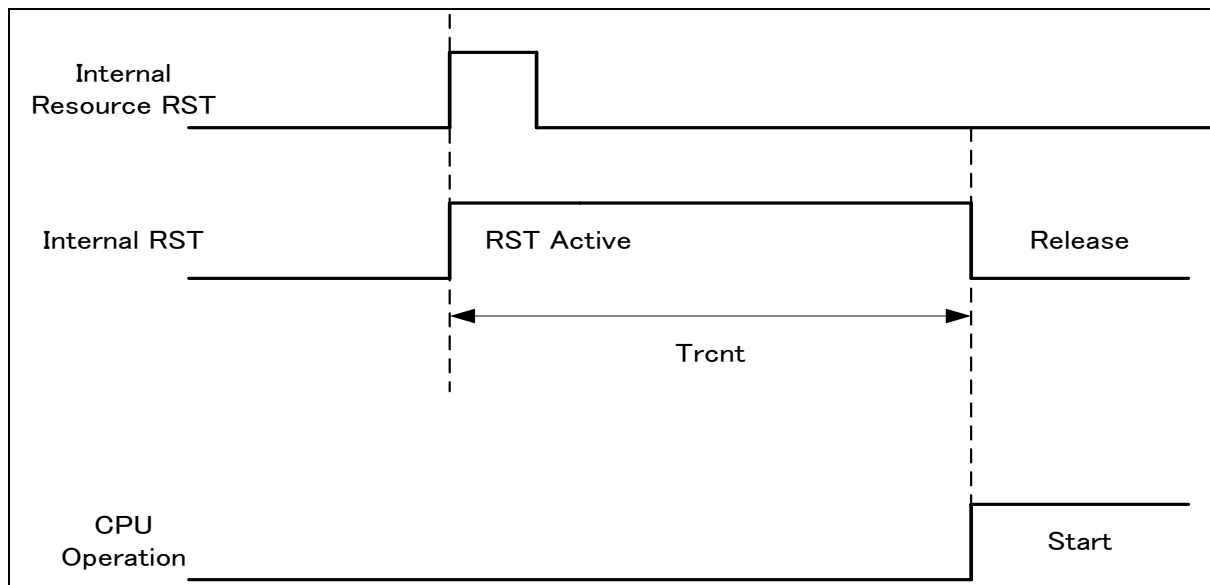 Internal
Resource RST
Internal RST
RST Active
Release
Trcnt
CPU
Operation
Start